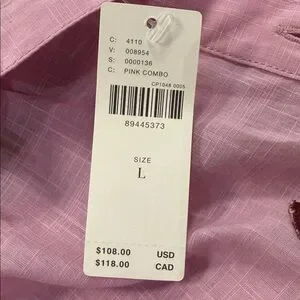 C: 4110
V: 008954
S: 0000136
C: PINK COMBO
CP1048 0005
89445373
SIZE
L
$108.00 USD
$118.00 CAD